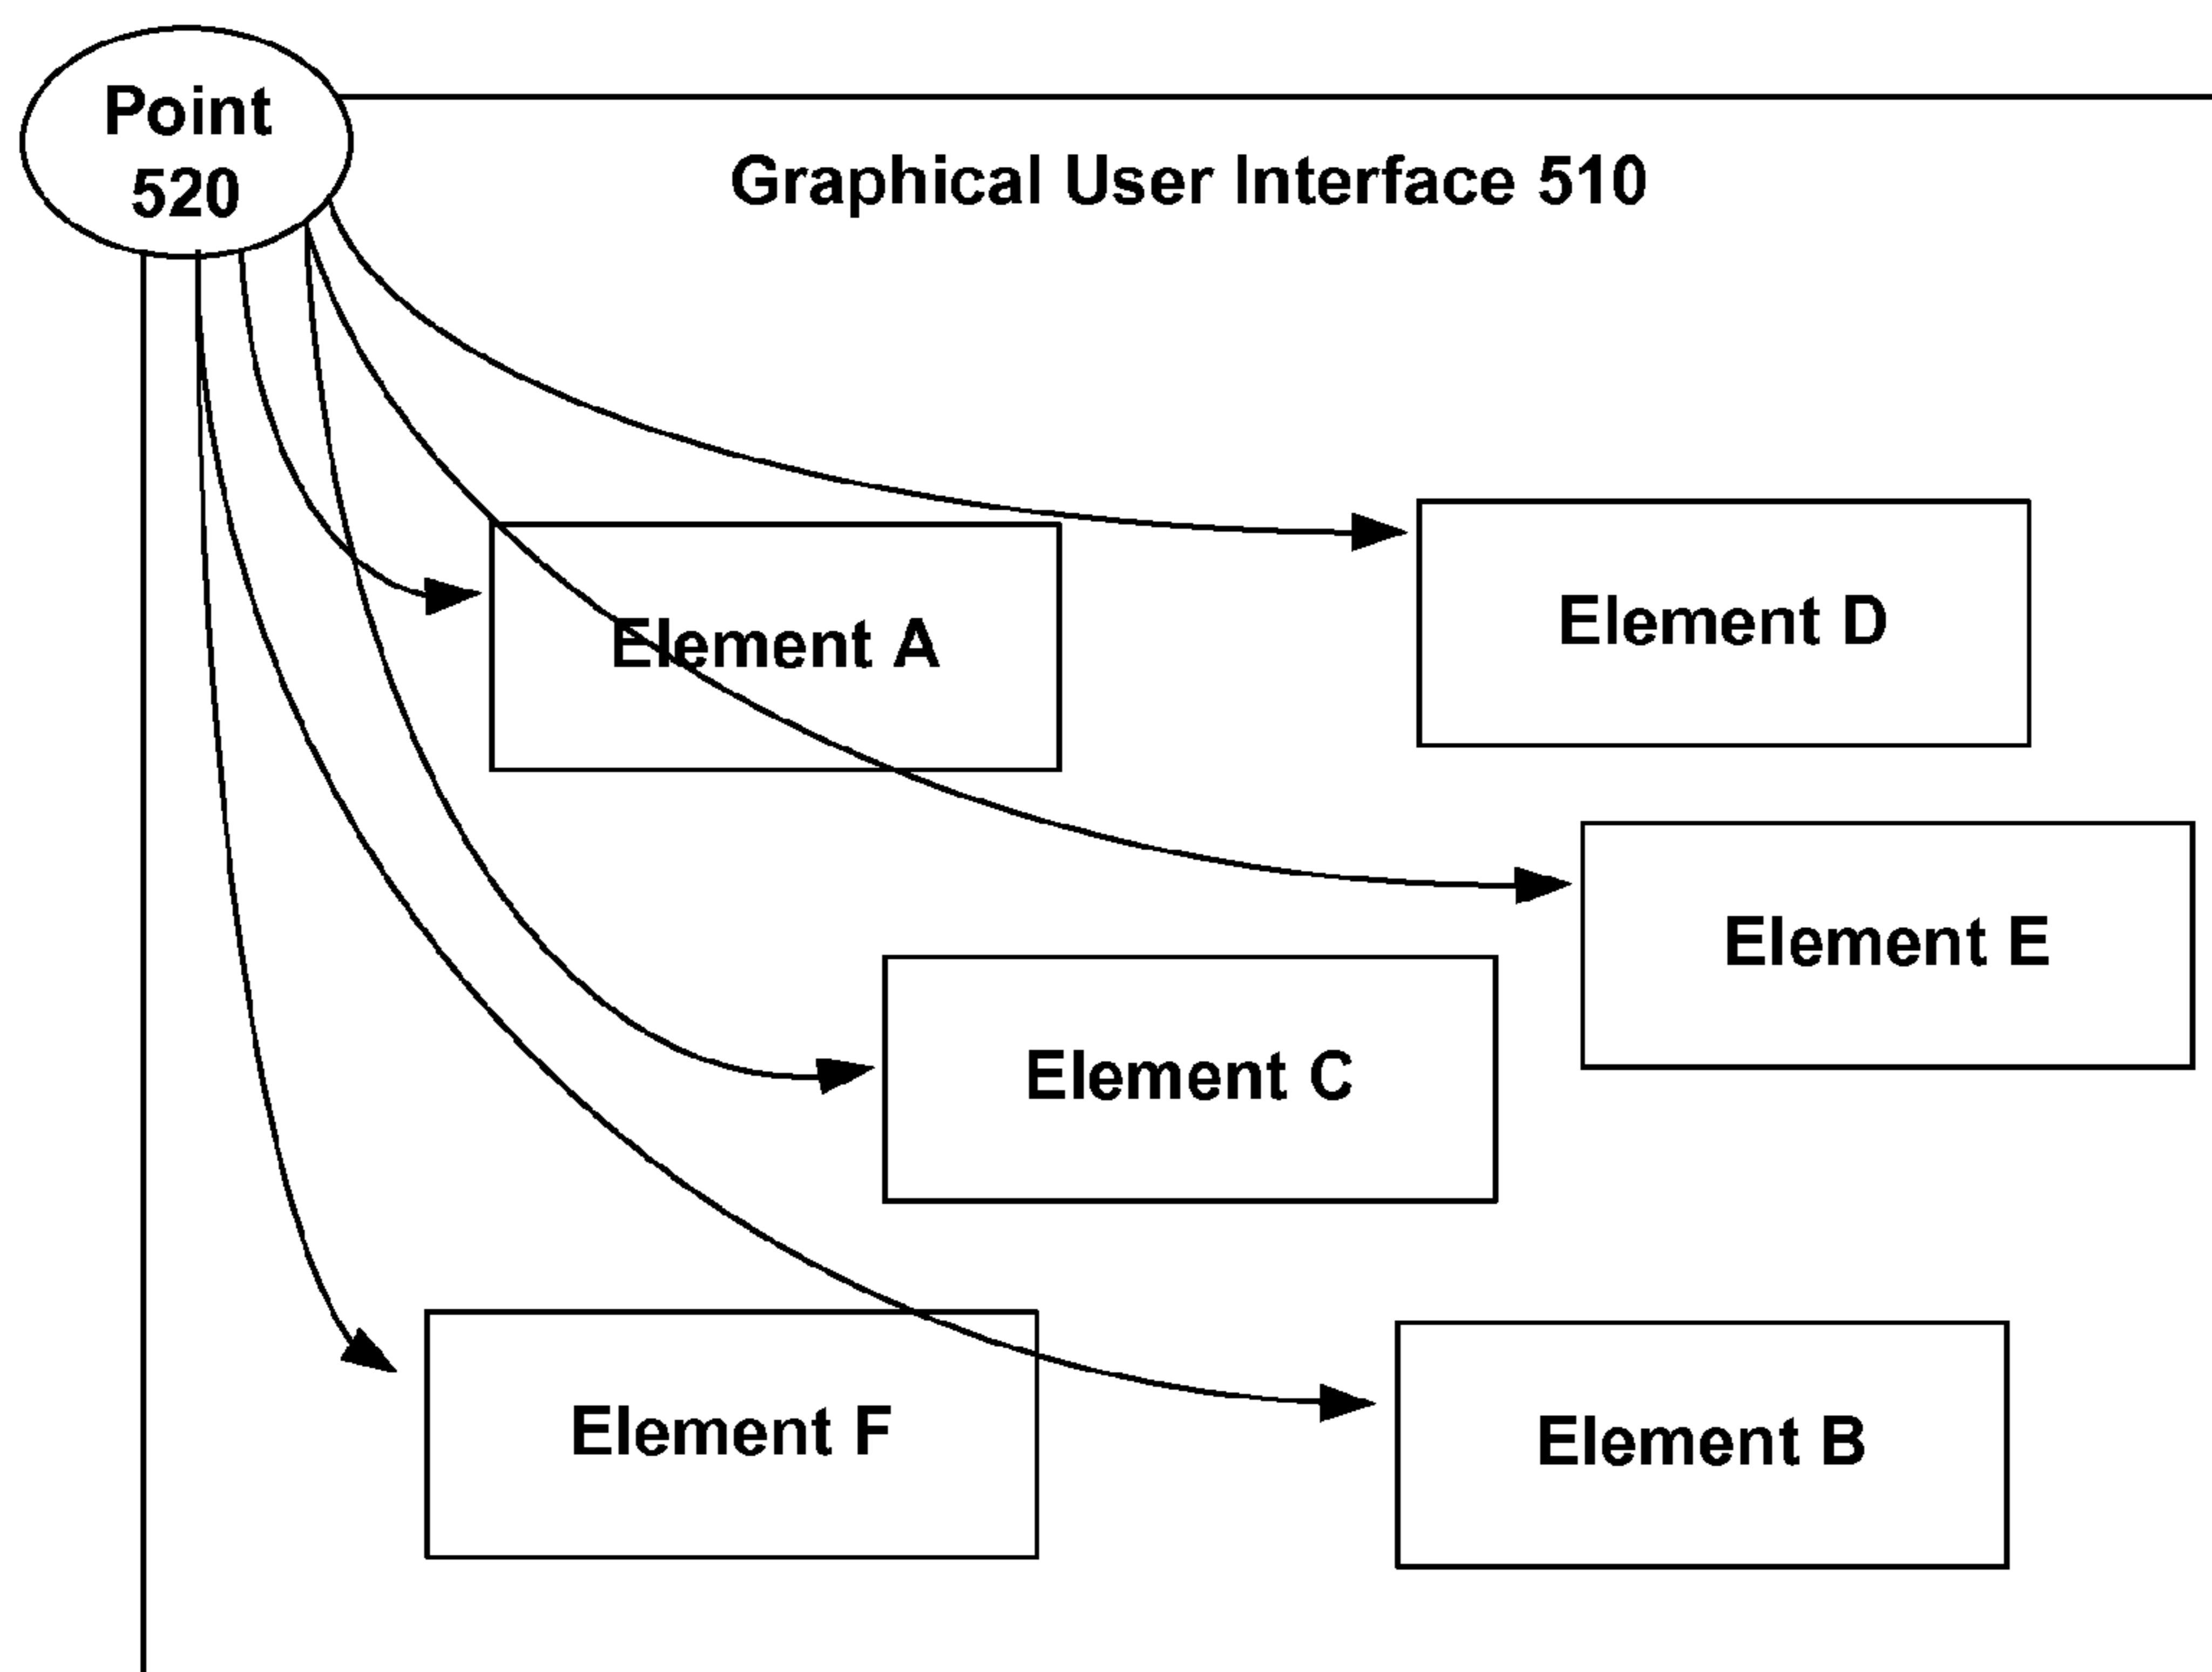 Point
520
Graphical User Interface 510
Element A
Element D
Element E
Element C
Element F
Element B